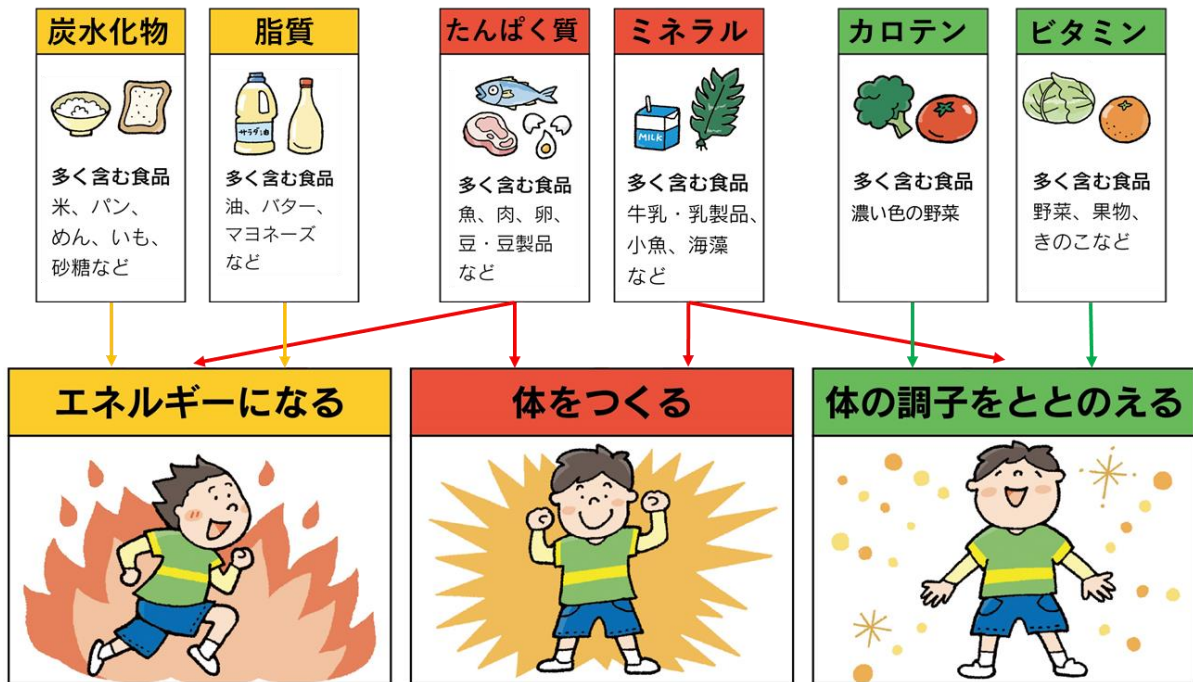 炭水化物
サラダ油
多く含む食品
米、パン、
めん、いも、
砂糖など
脂質
多く含む食品
油、バター、
マヨネーズ
など
たんぱく質
多く含む食品
魚、肉、卵、
豆・豆製品
など
ミネラル
MILK
多く含む食品
牛乳・乳製品、
小魚、海藻
など
カロテン
多く含む食品
濃い色の野菜
ビタミン
多く含む食品
野菜、果物、
きのこなど
エネルギーになる
体をつくる
体の調子をととのえる